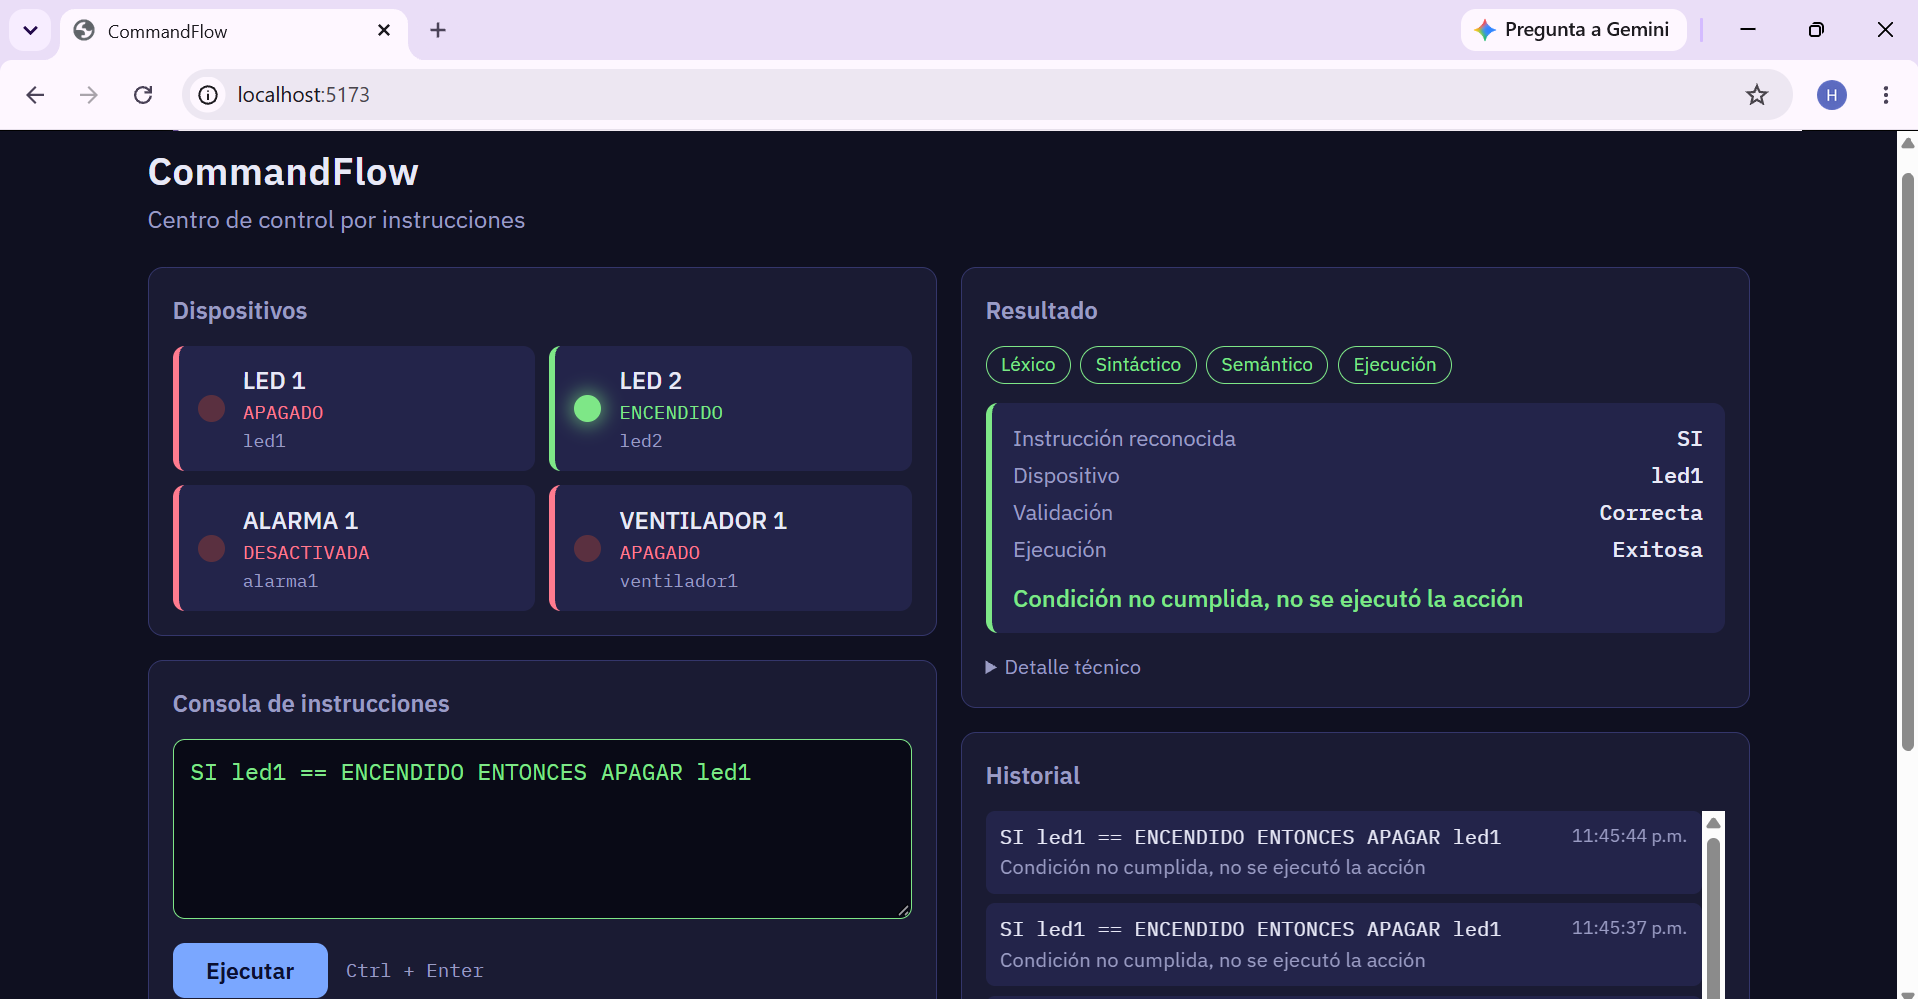 CommandFlow
Pregunta a Gemini
localhost:5173
H
CommandFlow
Centro de control por instrucciones
Dispositivos
LED 1
APAGADO
led1
LED 2
ENCENDIDO
led2
ALARMA 1
DESACTIVADA
alarma1
VENTILADOR 1
APAGADO
ventilador1
Consola de instrucciones
SI led1 == ENCENDIDO ENTONCES APAGAR led1
Ejecutar
Ctrl + Enter
Resultado
Léxico
Sintáctico
Semántico
Ejecución
Instrucción reconocida SI
Dispositivo led1
Validación Correcta
Ejecución Exitosa
Condición no cumplida, no se ejecutó la acción
Detalle técnico
Historial
SI led1 == ENCENDIDO ENTONCES APAGAR led1 11:45:44 p.m.
Condición no cumplida, no se ejecutó la acción
SI led1 == ENCENDIDO ENTONCES APAGAR led1 11:45:37 p.m.
Condición no cumplida, no se ejecutó la acción